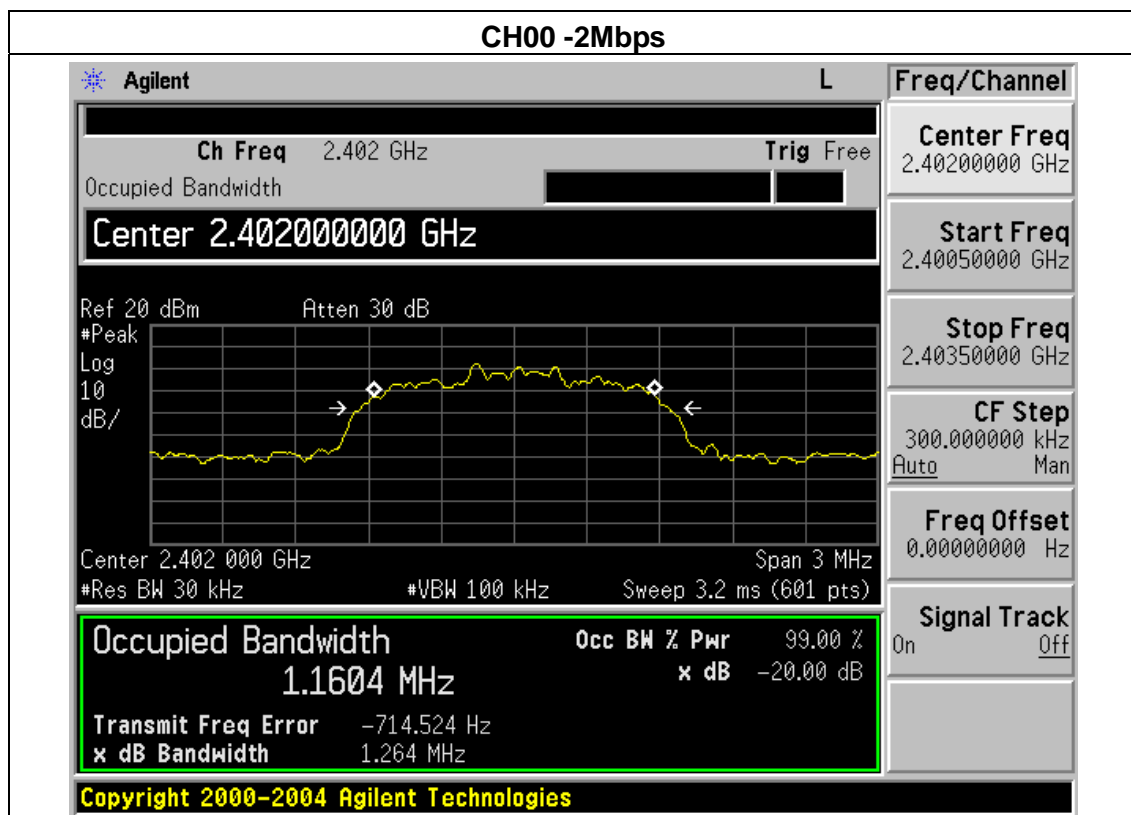 CH00 -2Mbps
Agilent L Freq/Channel
Ch Freq 2.402 GHz Trig Free
Occupied Bandwidth
Center 2.402000000 GHz
Ref 20 dBm Atten 30 dB
#Peak
Log
10
dB/
Center 2.402 000 GHz Span 3 MHz
#Res BW 30 kHz #VBW 100 kHz Sweep 3.2 ms (601 pts)
Occupied Bandwidth Occ BW % Pwr 99.00 %
1.1604 MHz x dB -20.00 dB
Transmit Freq Error -714.524 Hz
x dB Bandwidth 1.264 MHz
Center Freq
2.40200000 GHz
Start Freq
2.40050000 GHz
Stop Freq
2.40350000 GHz
CF Step
300.000000 kHz
Auto Man
Freq Offset
0.00000000 Hz
Signal Track
On Off
Copyright 2000-2004 Agilent Technologies